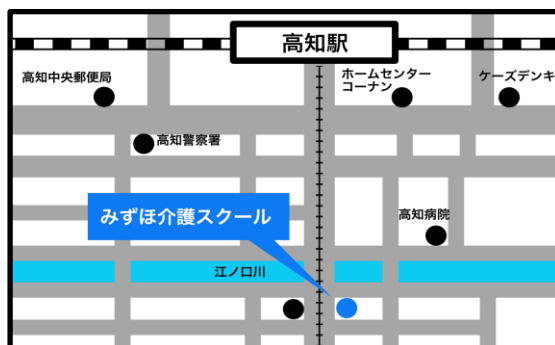 高知駅
高知中央郵便局
ホームセンター
コーナン
ケーズデンキ
高知警察署
みずほ介護スクール
高知病院
江ノ口川